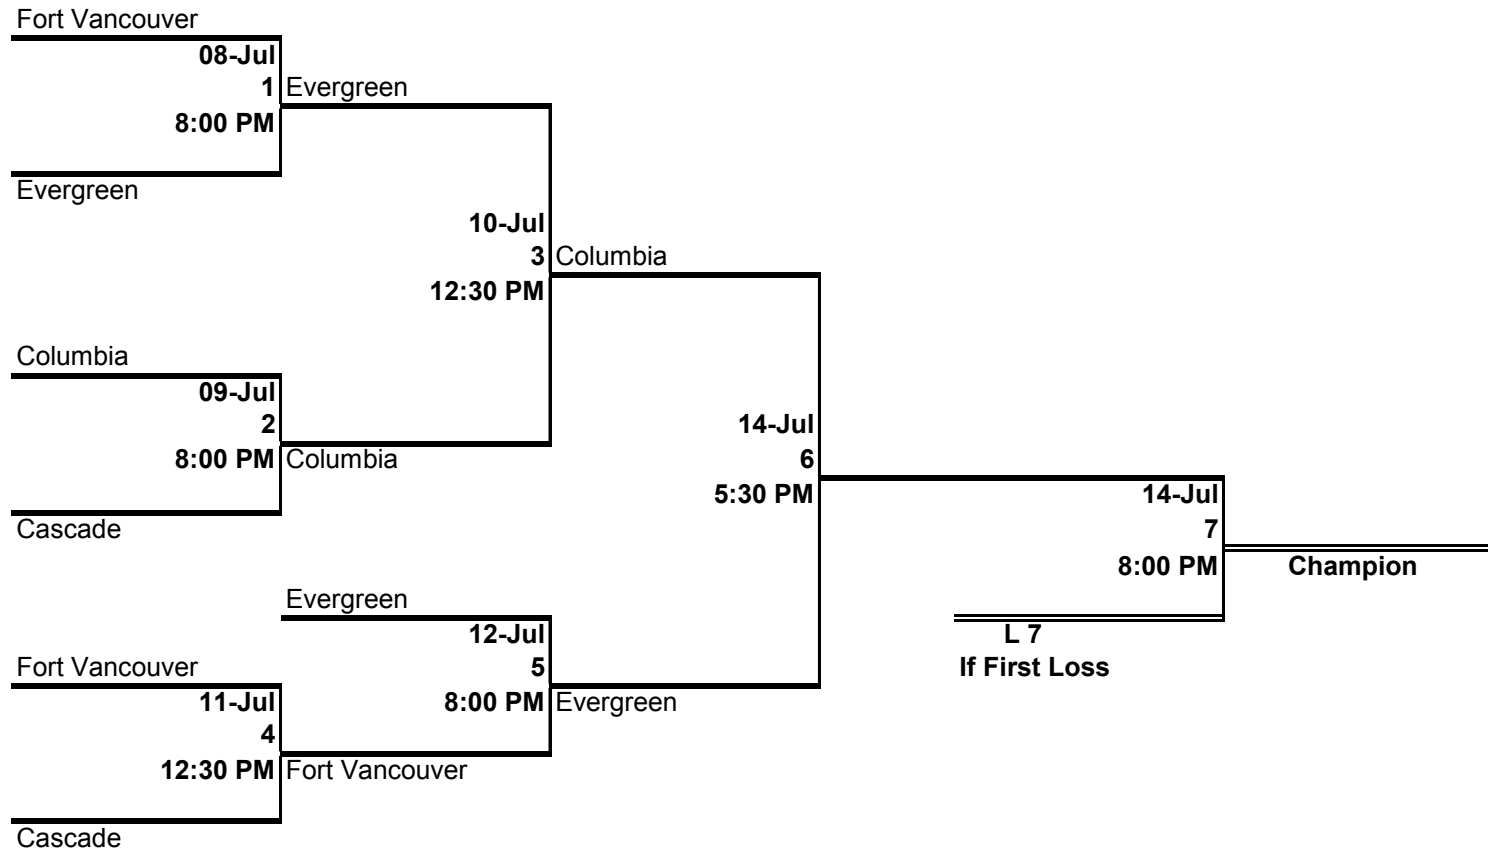 Fort Vancouver
08-Jul
1 Evergreen
8:00 PM
Evergreen
10-Jul
3 Columbia
12:30 PM
Columbia
09-Jul
2
8:00 PM Columbia
Cascade
14-Jul
6
5:30 PM
14-Jul
7
8:00 PM
Champion
L 7
If First Loss
Evergreen
12-Jul
5
8:00 PM Evergreen
Fort Vancouver
11-Jul
4
12:30 PM Fort Vancouver
Cascade